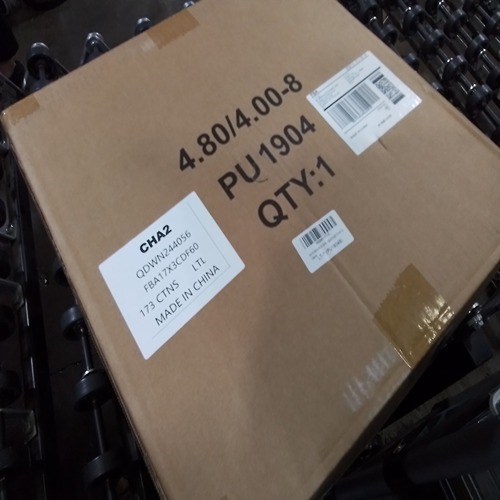 4.80/4.00-8
PU 1904
QTY:1
CHA2
QDWN244056
FBA17X3CDF60
173 CTNS LTL
MADE IN CHINA